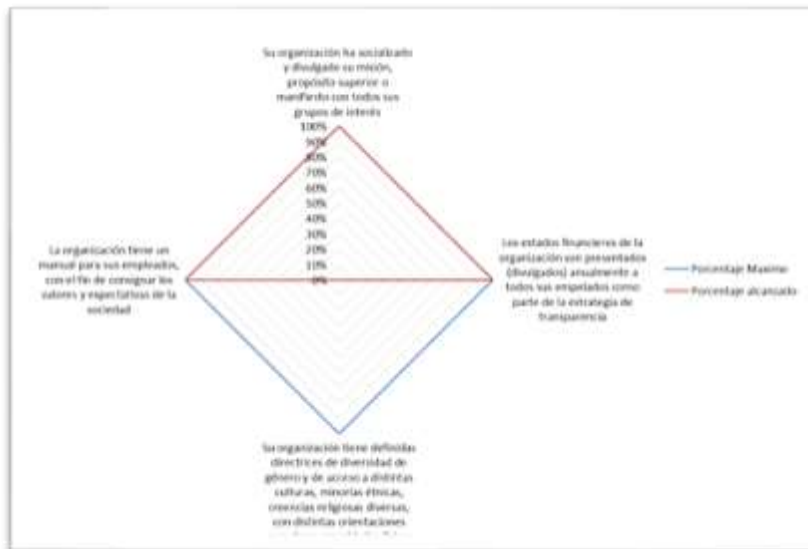 Su organización ha socializado
y divulgado su misión,
propósito superior o
manifiesto con todos sus
grupos de interés
100%
90%
80%
70%
60%
50%
40%
30%
20%
10%
0%
La organización tiene un
manual para sus empleados,
con el fin de consignar los
valores y expectativas de la
sociedad
Los estados financieros de la
organización son presentados
(divulgados) anualmente a
todos sus empelados como
parte de la estrategia de
transparencia
Porcentaje Maximo
Porcentaje alcanzado
Su organización tiene definidas
directrices de diversidad de
género y de acceso a distintas
culturas, minorías étnicas,
creencias religiosas diversas,
con distintas orientaciones